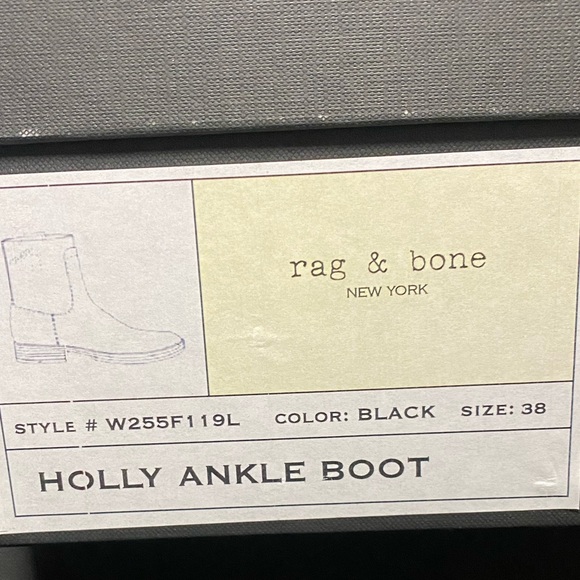 rag & bone
NEW YORK
STYLE # W255F119L COLOR: BLACK SIZE: 38
HOLLY ANKLE BOOT